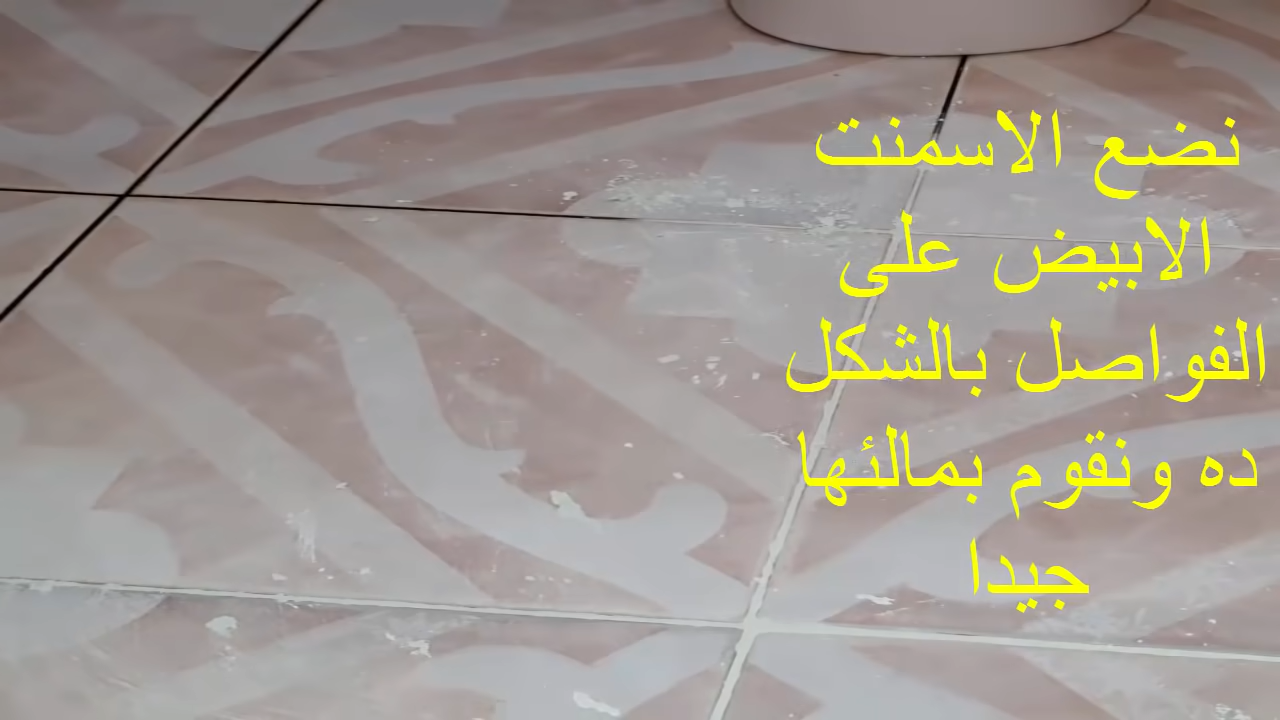 نضع الاسمنت
الابيض على
الفواصل بالشكل
ده ونقوم بمالئها
جيدا